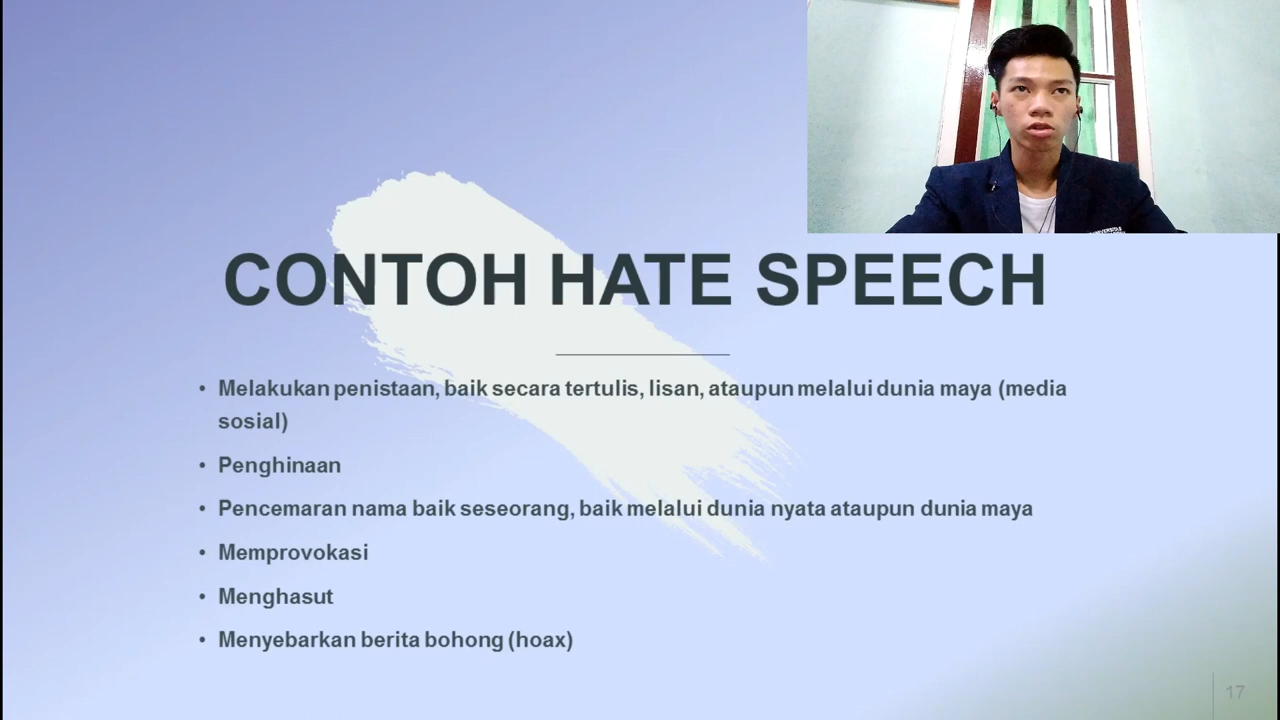 CONTOH HATE SPEECH
• Melakukan penistaan, baik secara tertulis, lisan, ataupun melalui dunia maya (media
sosial)
• Penghinaan
• Pencemaran nama baik seseorang, baik melalui dunia nyata ataupun dunia maya
• Memprovokasi
• Menghasut
• Menyebarkan berita bohong (hoax)
17